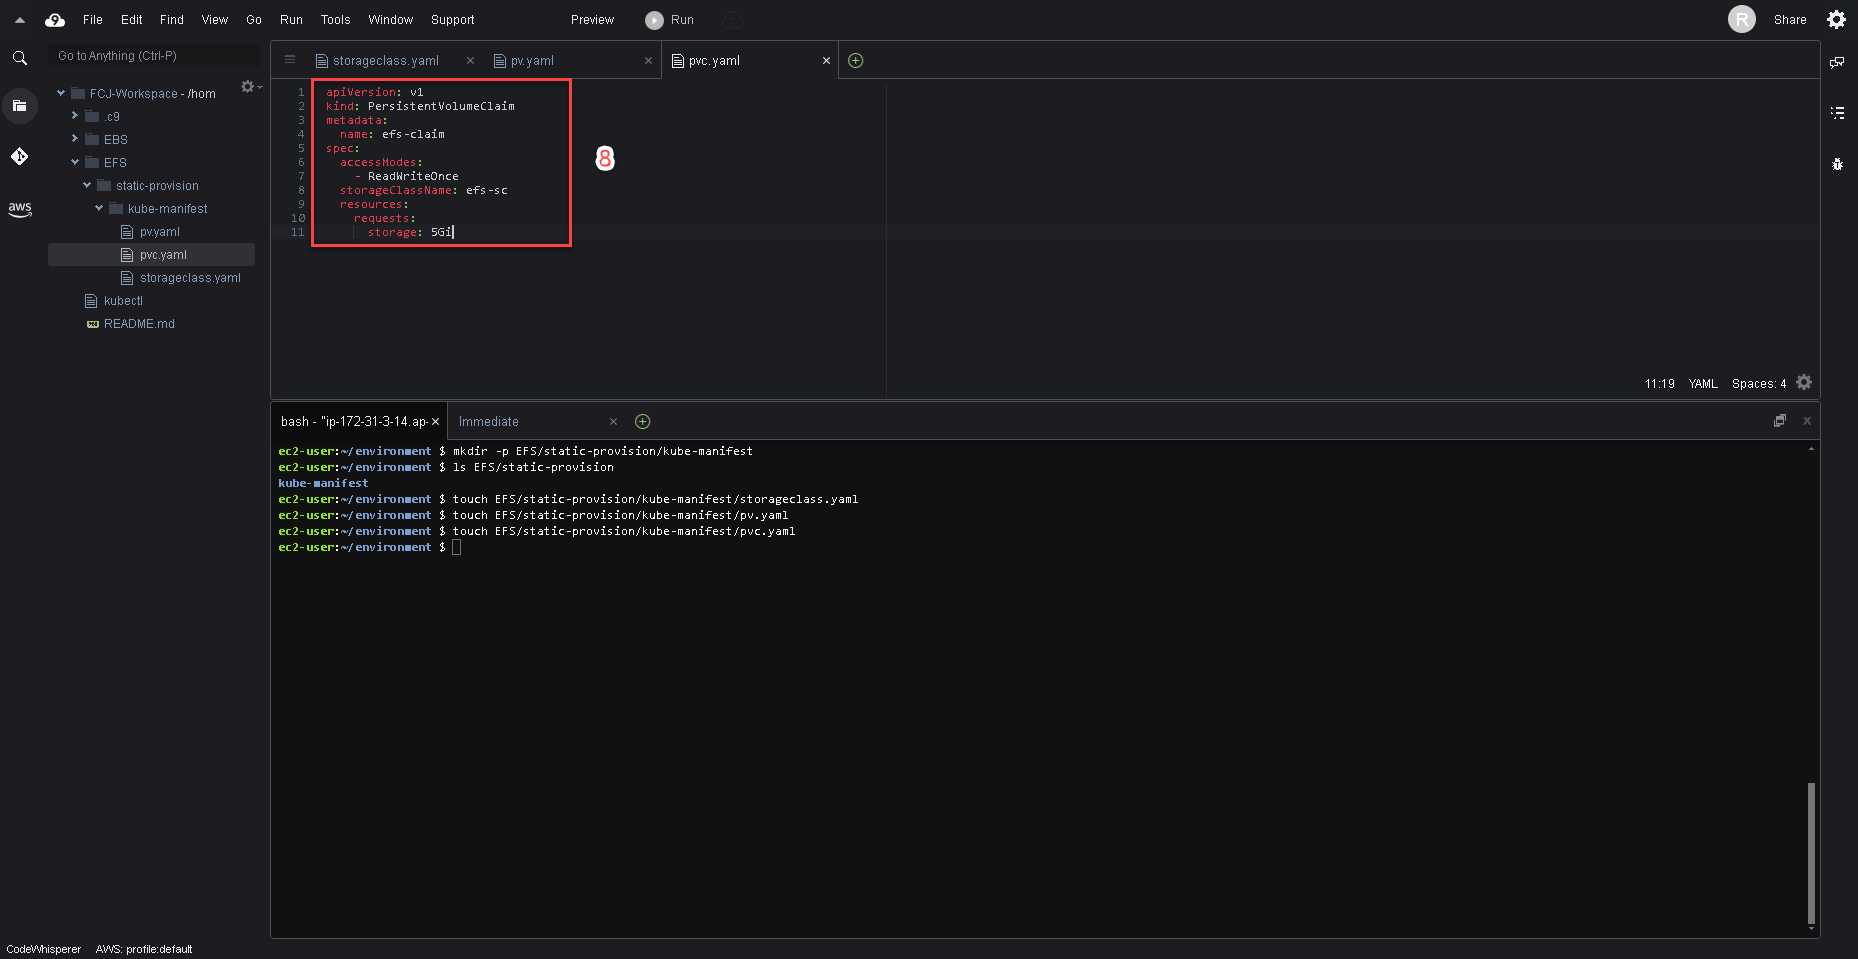 9 File Edit Find View Go Run Tools Window Support Preview Run R Share
Go to Anything (Ctrl-P)
storageclass.yaml pv.yaml pvc.yaml
FCJ-Workspace - /hom
.c9
EBS
EFS
static-provision
kube-manifest
pv.yaml
pvc.yaml
storageclass.yaml
kubectl
README.md
aws
1 apiVersion: v1
2 kind: PersistentVolumeClaim
3 metadata:
4 name: efs-claim
5 spec:
6 accessModes:
7 - ReadWriteOnce
8 storageClassName: efs-sc
9 resources:
10 requests:
11 storage: 5Gi
8
11:19 YAML Spaces: 4
bash - "ip-172-31-3-14.ap- Immediate
ec2-user:~/environment $ mkdir -p EFS/static-provision/kube-manifest
ec2-user:~/environment $ ls EFS/static-provision
kube-manifest
ec2-user:~/environment $ touch EFS/static-provision/kube-manifest/storageclass.yaml
ec2-user:~/environment $ touch EFS/static-provision/kube-manifest/pv.yaml
ec2-user:~/environment $ touch EFS/static-provision/kube-manifest/pvc.yaml
ec2-user:~/environment $
CodeWhisperer AWS: profile:default